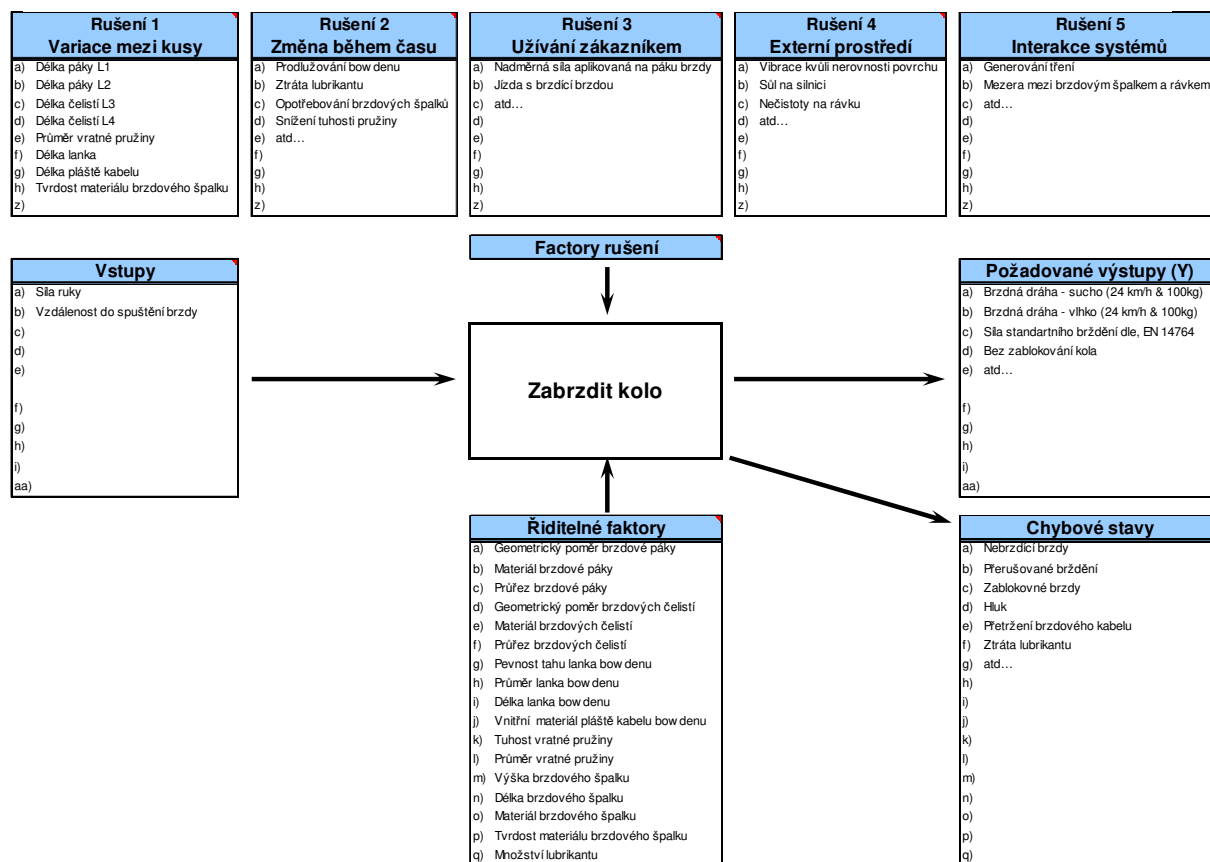 Rušení 1
Variace mezi kusy
a) Délka páky L1
b) Délka páky L2
c) Délka čelistí L3
d) Délka čelistí L4
e) Průměr vratné pružiny
f) Délka lanka
g) Délka pláště kabelu
h) Tvrdost materiálu brzdového špalku
z)
Rušení 2
Změna během času
a) Prodlužování bowdenu
b) Ztráta lubrikantu
c) Opotřebování brzdových špalků
d) Snížení tuhosti pružiny
e) atd...
f)
g)
h)
z)
Rušení 3
Užívání zákazníkem
a) Nadměrná síla aplikovaná na páku brzdy
b) Jízda s brzdící brzdou
c) atd...
d)
e)
f)
g)
h)
z)
Rušení 4
Externí prostředí
a) Vibrace kvůli nerovnosti povrchu
b) Sůl na silnici
c) Nečistoty na rávku
d) atd...
e)
f)
g)
h)
z)
Rušení 5
Interakce systémů
a) Generování tření
b) Mezera mezi brzdovým špalkem a rávkem
c) atd...
d)
e)
f)
g)
h)
z)
Factory rušení
Vstupy
a) Síla ruky
b) Vzdálenost do spuštění brzdy
c)
d)
e)
f)
g)
h)
i)
aa)
Zabrzdit kolo
Požadované výstupy (Y)
a) Brzdná dráha - sucho (24 km/h & 100kg)
b) Brzdná dráha - vlhko (24 km/h & 100kg)
c) Síla standartního brždění dle, EN 14764
d) Bez zablokování kola
e) atd...
f)
g)
h)
i)
aa)
Řiditelné faktory
a) Geometrický poměr brzdové páky
b) Materiál brzdové páky
c) Průřez brzdové páky
d) Geometrický poměr brzdových čelistí
e) Materiál brzdových čelistí
f) Průřez brzdových čelistí
g) Pevnost tahu lanka bowdenu
h) Průměr lanka bowdenu
i) Délka lanka bowdenu
j) Vnitřní materiál pláště kabelu bowdenu
k) Tuhost vratné pružiny
l) Průměr vratné pružiny
m) Výška brzdového špalku
n) Délka brzdového špalku
o) Materiál brzdového špalku
p) Tvrdost materiálu brzdového špalku
q) Množství lubrikantu
Chybové stavy
a) Nebrzdící brzdy
b) Přerušované brždění
c) Zablokovné brzdy
d) Hluk
e) Přetržení brzdového kabelu
f) Ztráta lubrikantu
g) atd...
h)
i)
j)
k)
l)
m)
n)
o)
p)
q)